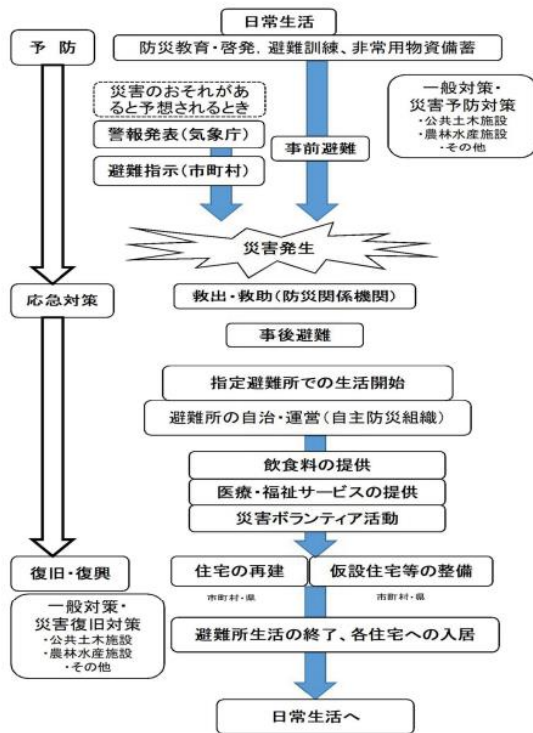 日常生活
予防
防災教育・啓発，避難訓練、非常用物資備蓄
災害のおそれがあ
ると予想されるとき
警報発表(気象庁)
避難指示(市町村)
事前避難
一般対策・
災害予防対策
・公共土木施設
・農林水産施設
・その他
災害発生
応急対策
救出・救助(防災関係機関)
事後避難
指定避難所での生活開始
避難所の自治・運営(自主防災組織)
飲食料の提供
医療・福祉サービスの提供
災害ボランティア活動
復旧・復興
住宅の再建
仮設住宅等の整備
市町村・県
市町村・県
一般対策・
災害復旧対策
・公共土木施設
・農林水産施設
・その他
避難所生活の終了、各住宅への入居
日常生活へ